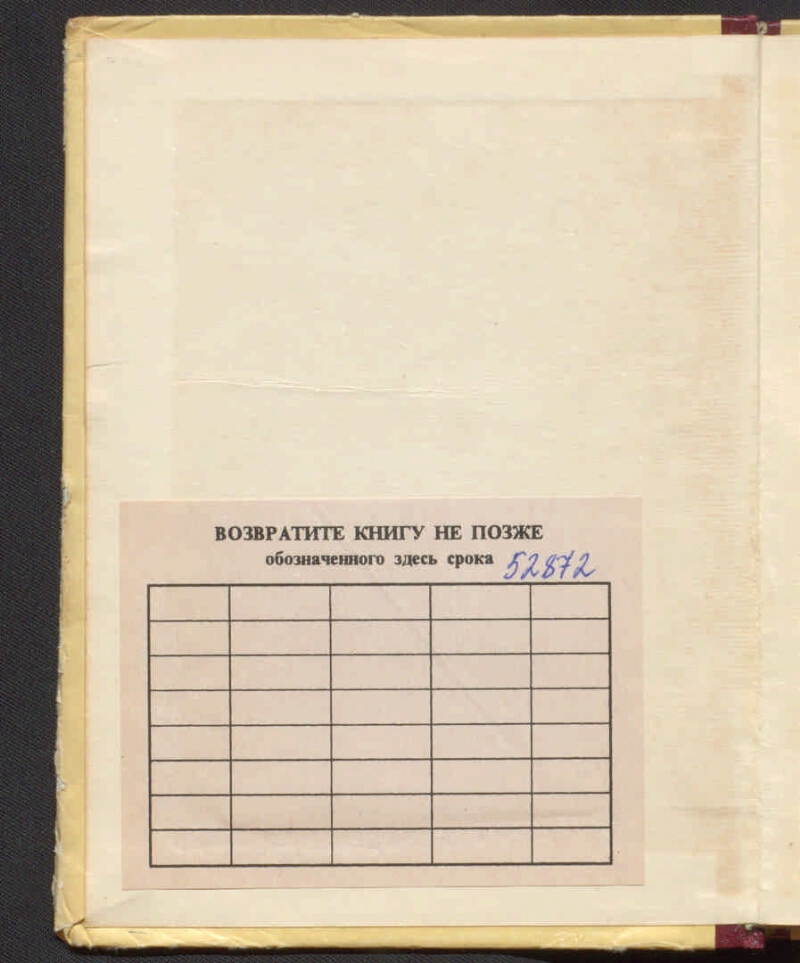 ВОЗВРАТИТЕ КНИГУ НЕ ПОЗЖЕ
обозначенного здесь срока 52872